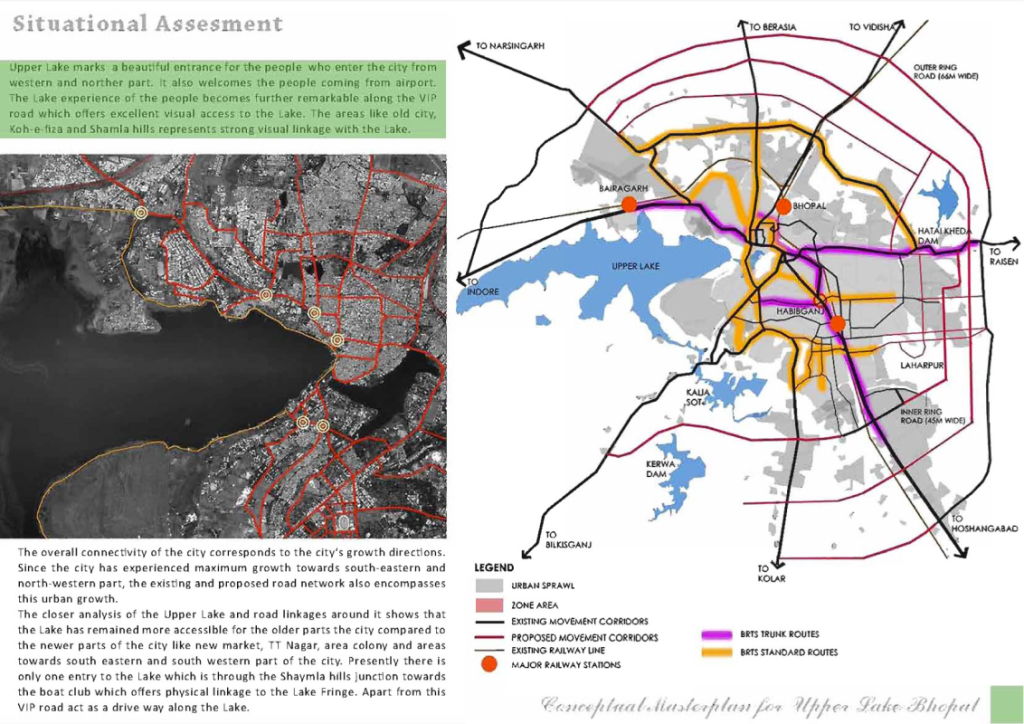 Situational Assesment
Upper Lake marks a beautiful entrance for the people who enter the city from
western and norther part. It also welcomes the people coming from airport.
The Lake experience of the people becomes further remarkable along the VIP
road which offers excellent visual access to the Lake. The areas like old city,
Koh-e-fiza and Shamla hills represents strong visual linkage with the Lake.
The overall connectivity of the city corresponds to the city's growth directions.
Since the city has experienced maximum growth towards south-eastern and
north-western part, the existing and proposed road network also encompasses
this urban growth.
The closer analysis of the Upper Lake and road linkages around it shows that
the Lake has remained more accessible for the older parts the city compared to
the newer parts of the city like new market, TT Nagar, area colony and areas
towards south eastern and south western part of the city. Presently there is
only one entry to the Lake which is through the Shaymla hills junction towards
the boat club which offers physical linkage to the Lake Fringe. Apart from this
VIP road act as a drive way along the Lake.
TO NARSINGARH
TO BERASIA
TO VIDISHA
OUTER RING
ROAD (66M WIDE)
BAIRAGARH
BHOPAL
HATAI KHEDA
DAM
TO
RAISEN
UPPER LAKE
TO
INDORE
HABIBGANJ
LAHARPUR
KALIA
SOT
INNER RING
ROAD (45M WIDE)
KERWA
DAM
TO
BILKISGANJ
TO
KOLAR
TO
HOSHANGABAD
LEGEND
URBAN SPRAWL
ZONE AREA
EXISTING MOVEMENT CORRIDORS
PROPOSED MOVEMENT CORRIDORS
EXISTING RAILWAY LINE
MAJOR RAILWAY STATIONS
BRTS TRUNK ROUTES
BRTS STANDARD ROUTES
Conceptual Masterplan for Upper Lake Bhopal